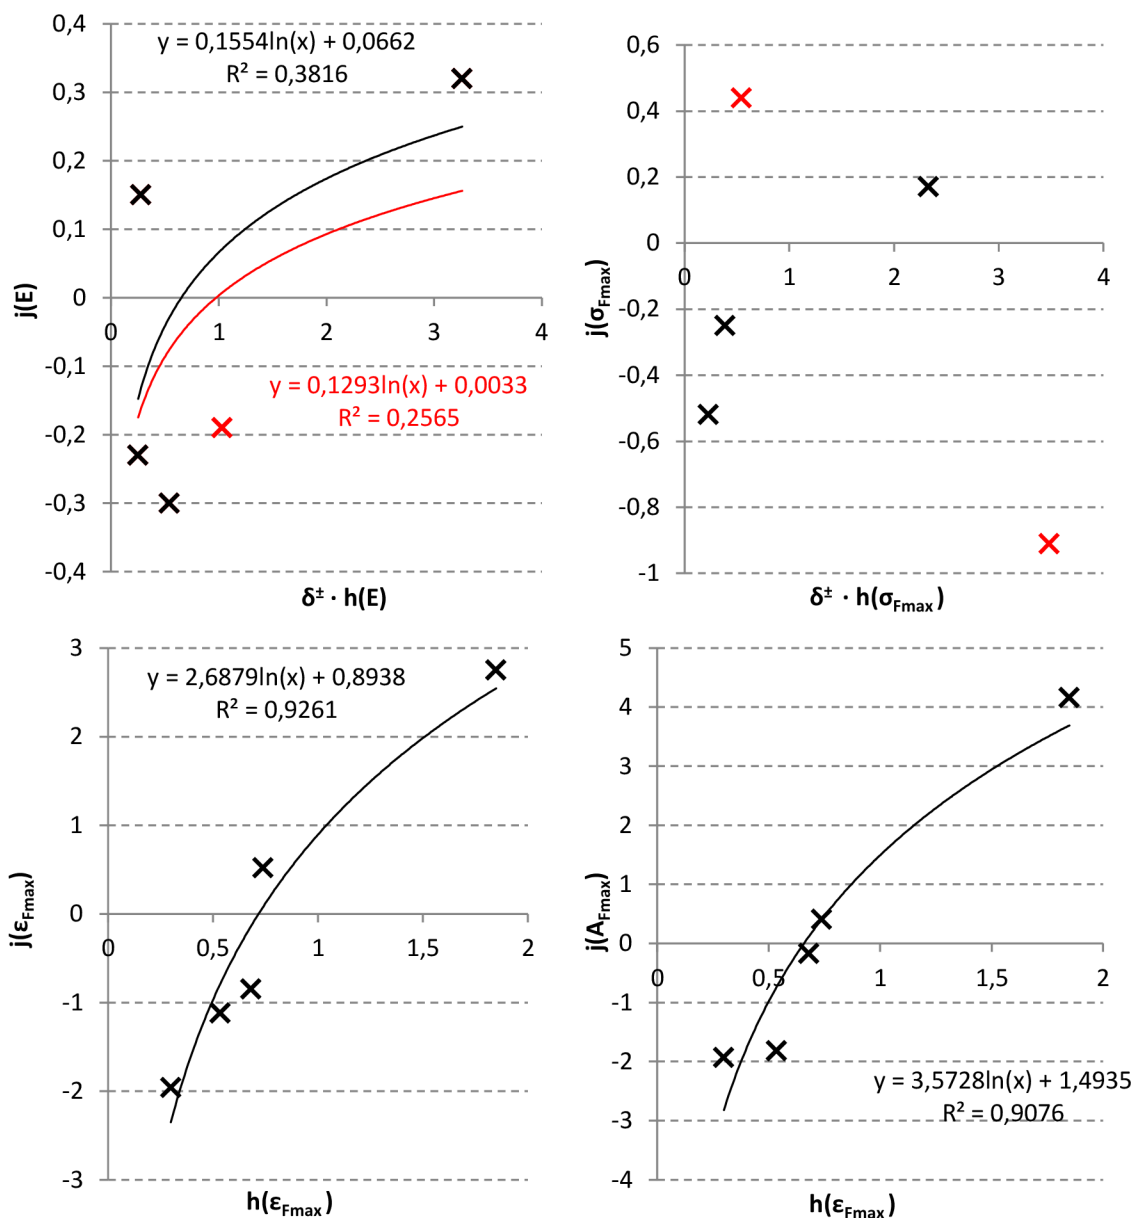 0,4
0,3
0,2
0,1
0
-0,1
-0,2
-0,3
-0,4
0 1 2 3 4
y = 0,1554ln(x) + 0,0662
R² = 0,3816
y = 0,1293ln(x) + 0,0033
R² = 0,2565
j(E)
δ± · h(E)
0,6
0,4
0,2
0
-0,2
-0,4
-0,6
-0,8
-1
0 1 2 3 4
j(σFmax)
δ± · h(σFmax)
3
2
1
0
-1
-2
-3
0 0,5 1 1,5 2
y = 2,6879ln(x) + 0,8938
R² = 0,9261
j(εFmax)
h(εFmax)
5
4
3
2
1
0
-1
-2
-3
-4
0 0,5 1 1,5 2
y = 3,5728ln(x) + 1,4935
R² = 0,9076
j(AFmax)
h(εFmax)